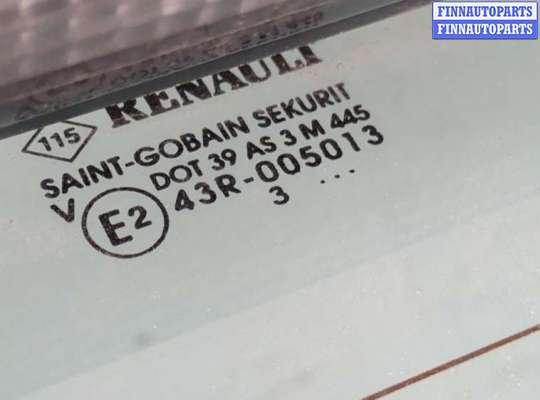 FINNAUTOPARTS
FINNAUTOPARTS
RENAULT
115
SAINT-GOBAIN SEKURIT
DOT 39 AS 3 M 445
V E2 43R-005013
3 ...